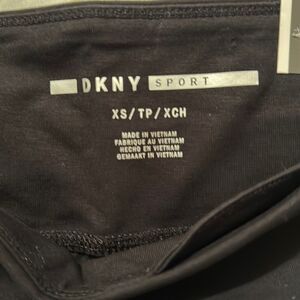 DKNY SPORT
XS/TP/XCH
MADE IN VIETNAM
FABRIQUE AU VIETNAM
HECHO EN VIETNAM
GEMAAKT IN VIETNAM